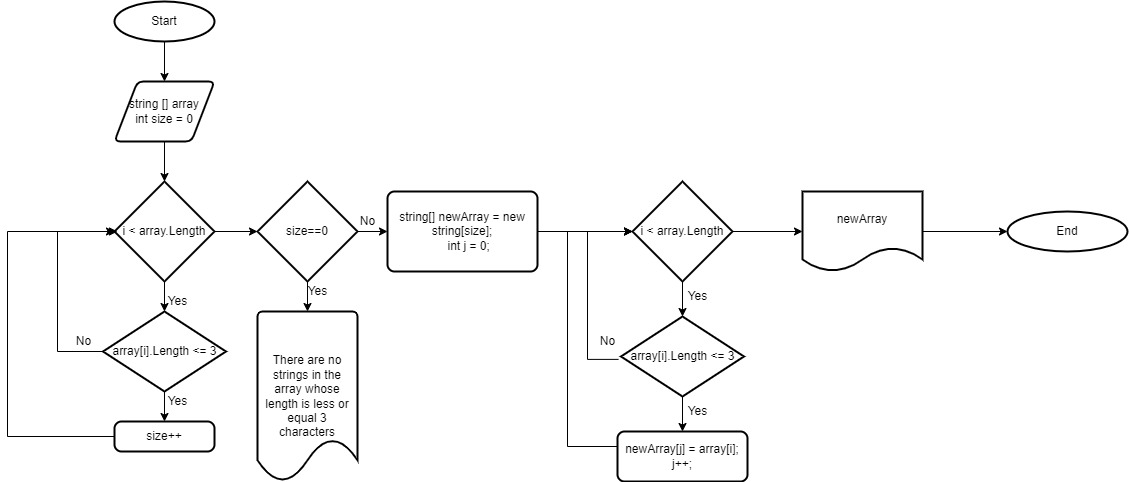 Start
string [] array
int size = 0
i < array.Length
Yes
array[i].Length <= 3
No
Yes
size++
size==0
No
Yes
There are no
strings in the
array whose
length is less or
equal 3
characters
string[] newArray = new
string[size];
int j = 0;
i < array.Length
Yes
array[i].Length <= 3
No
Yes
newArray[j] = array[i];
j++;
newArray
End